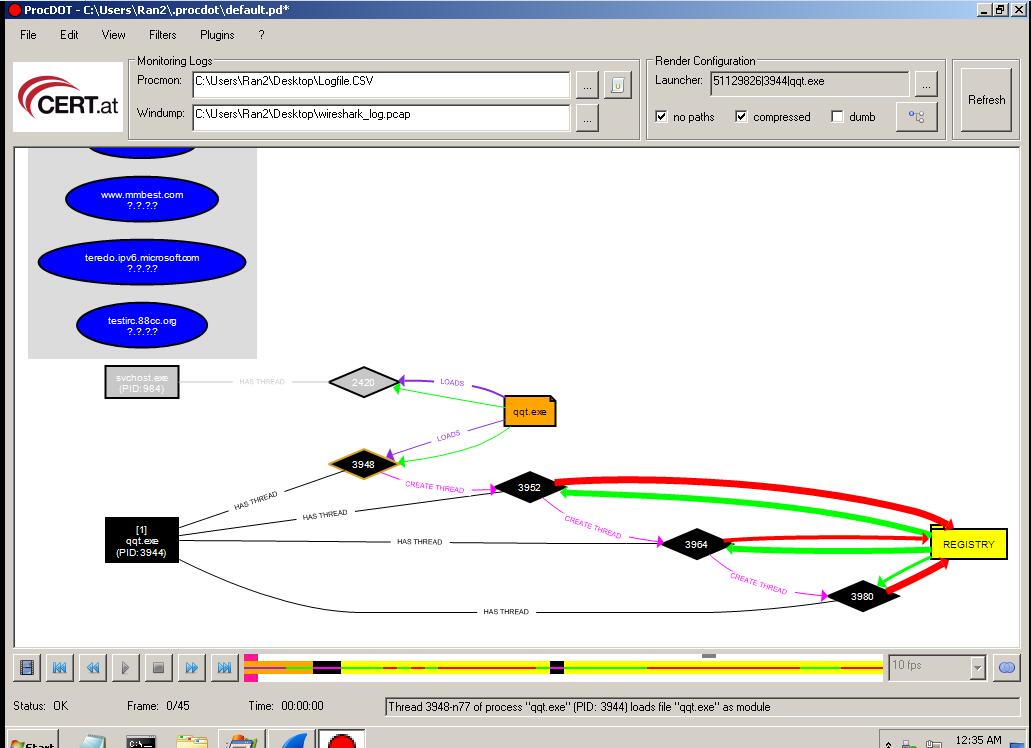 ProcDOT - C:\Users\Ran2\.procdot\default.pd*
File Edit View Filters Plugins ?
CERT.at
Monitoring Logs
Procmon: C:\Users\Ran2\Desktop\Logfile.CSV ...
Windump: C:\Users\Ran2\Desktop\wireshark_log.pcap ...
Render Configuration
Launcher: 51129826|3944|qqt.exe ...
no paths compressed dumb
Refresh
www.mmbest.com
?.?.?.?
teredo.ipv6.microsoft.com
?.?.?.?
testirc.88cc.org
?.?.?.?
svchost.exe
(PID: 984)
HAS THREAD
2420
LOADS
qqt.exe
LOADS
3948
CREATE THREAD
HAS THREAD
3952
HAS THREAD
CREATE THREAD
[1]
qqt.exe
(PID:3944)
HAS THREAD
3964
REGISTRY
CREATE THREAD
3980
HAS THREAD
10 fps
Status: OK
Frame: 0/45
Time: 00:00:00
Thread 3948-n77 of process "qqt.exe" (PID: 3944) loads file "qqt.exe" as module
Start
12:35 AM